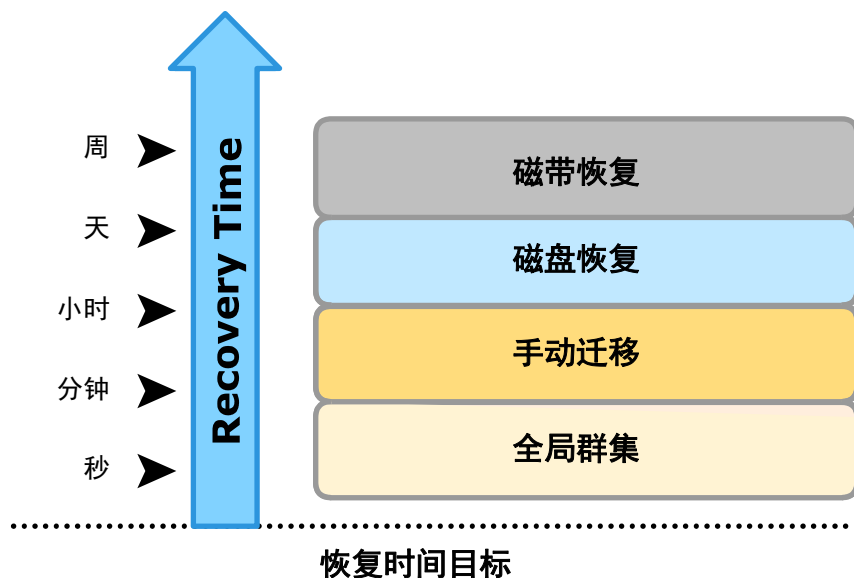 周
天
小时
分钟
秒
Recovery Time
磁带恢复
磁盘恢复
手动迁移
全局群集
恢复时间目标